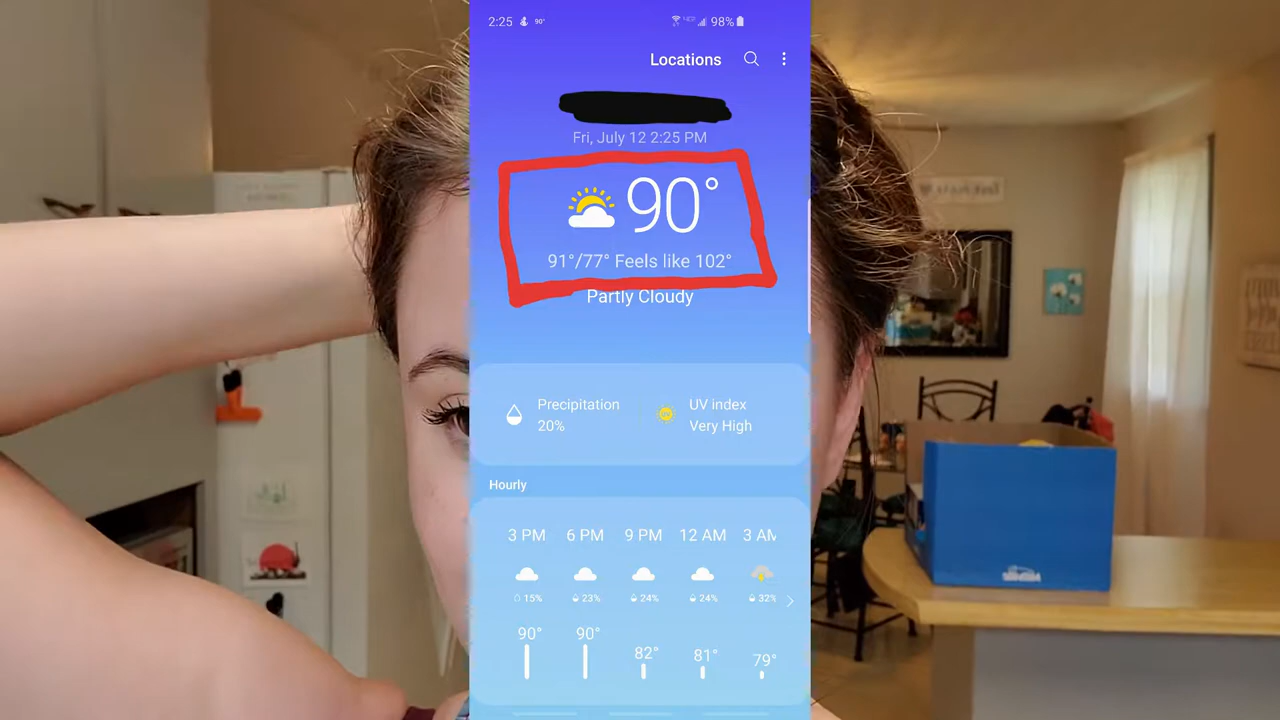 2:25 90° 98%
Locations
Fri, July 12 2:25 PM
90°
91°/77° Feels like 102°
Partly Cloudy
Precipitation
20%
UV index
Very High
Hourly
3 PM 6 PM 9 PM 12 AM 3 AM
15% 23% 24% 24% 32%
90° 90° 82° 81° 79°